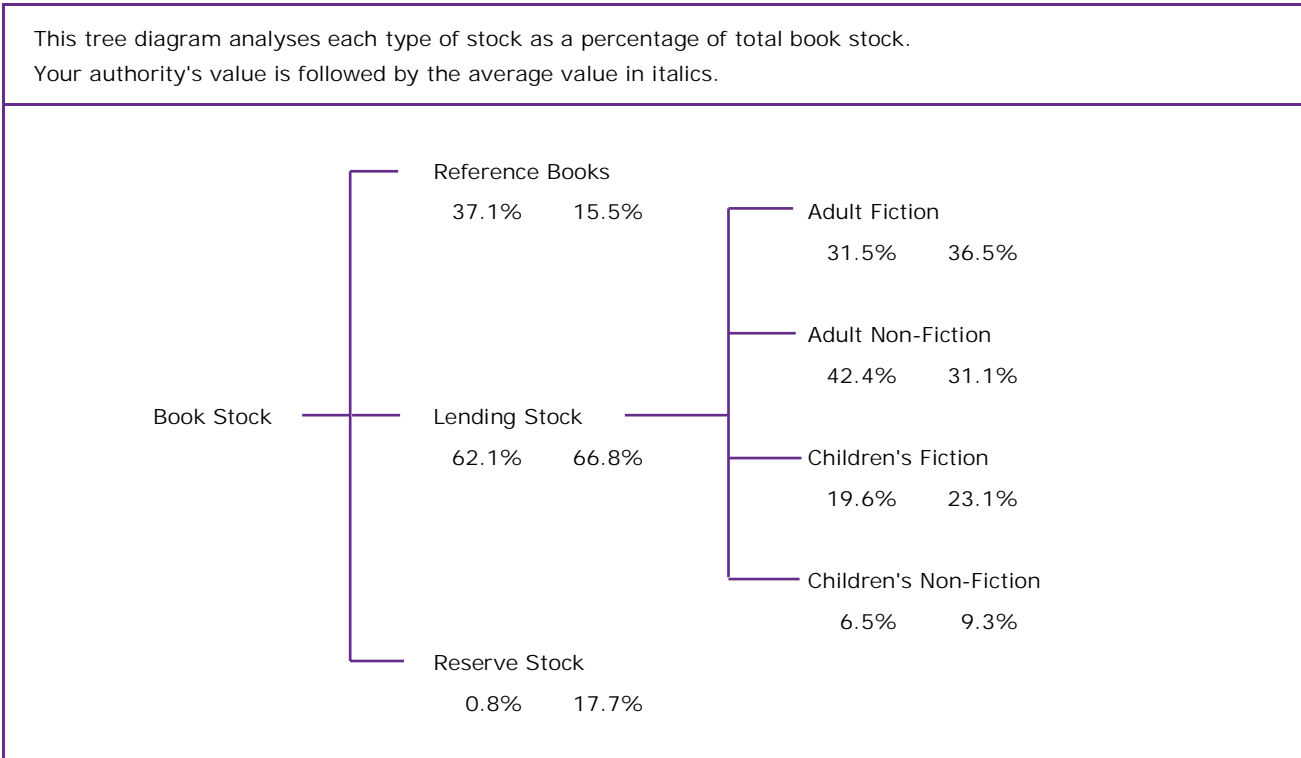 This tree diagram analyses each type of stock as a percentage of total book stock.
Your authority's value is followed by the average value in italics.
Reference Books
37.1% 15.5%
Adult Fiction
31.5% 36.5%
Adult Non-Fiction
42.4% 31.1%
Book Stock
Lending Stock
62.1% 66.8%
Children's Fiction
19.6% 23.1%
Children's Non-Fiction
6.5% 9.3%
Reserve Stock
0.8% 17.7%